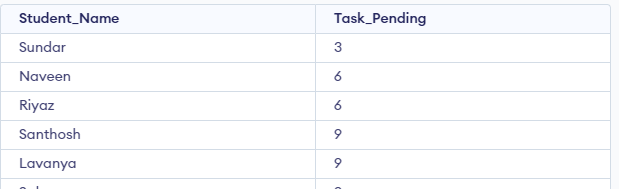 Student_Name Task_Pending
Sundar 3
Naveen 6
Riyaz 6
Santhosh 9
Lavanya 9